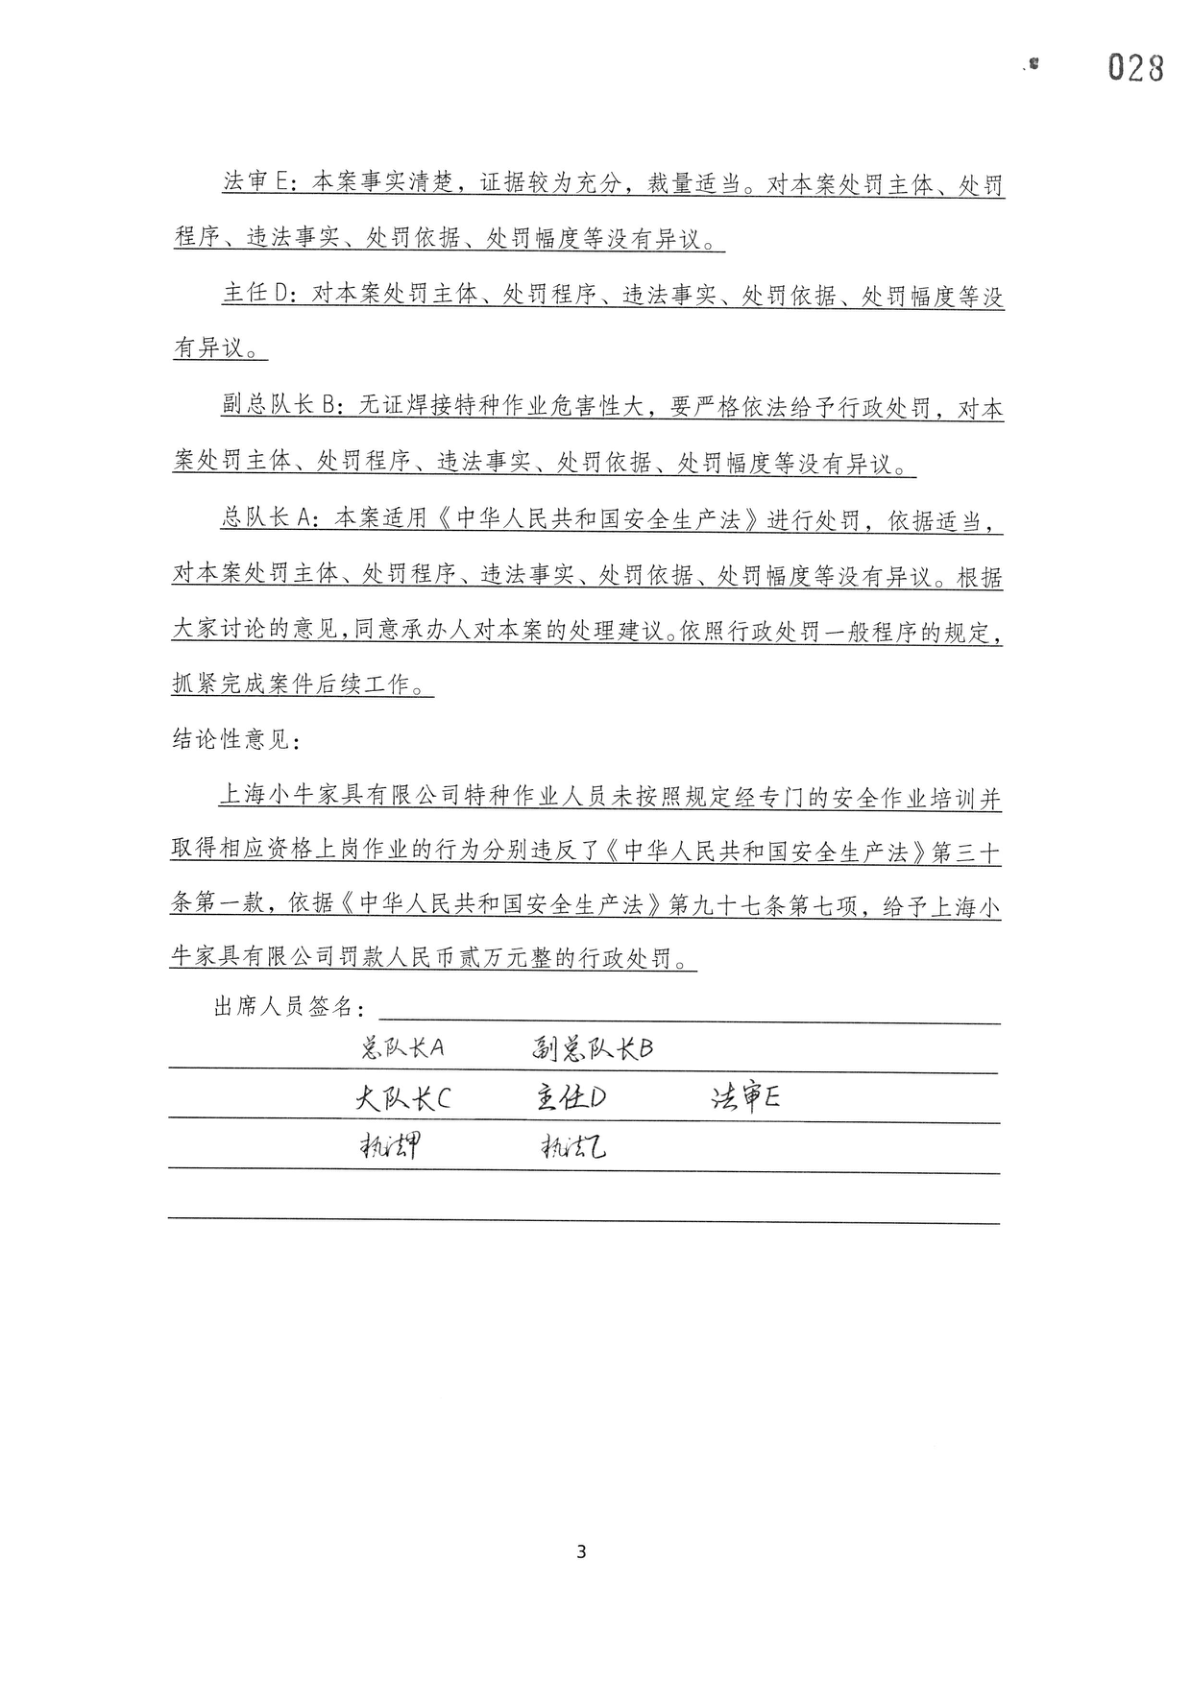 028
法审E：本案事实清楚，证据较为充分，裁量适当。对本案处罚主体、处罚
程序、违法事实、处罚依据、处罚幅度等没有异议。
主任D：对本案处罚主体、处罚程序、违法事实、处罚依据、处罚幅度等没
有异议。
副总队长B：无证焊接特种作业危害性大，要严格依法给予行政处罚，对本
案处罚主体、处罚程序、违法事实、处罚依据、处罚幅度等没有异议。
总队长A：本案适用《中华人民共和国安全生产法》进行处罚，依据适当，
对本案处罚主体、处罚程序、违法事实、处罚依据、处罚幅度等没有异议。根据
大家讨论的意见，同意承办人对本案的处理建议。依照行政处罚一般程序的规定，
抓紧完成案件后续工作。
结论性意见：
上海小牛家具有限公司特种作业人员未按照规定经专门的安全作业培训并
取得相应资格上岗作业的行为分别违反了《中华人民共和国安全生产法》第三十
条第一款，依据《中华人民共和国安全生产法》第九十七条第七项，给予上海小
牛家具有限公司罚款人民币贰万元整的行政处罚。
出席人员签名：
总队长A 副总队长B
大队长C 主任D 法审E
执法甲 执法乙
3